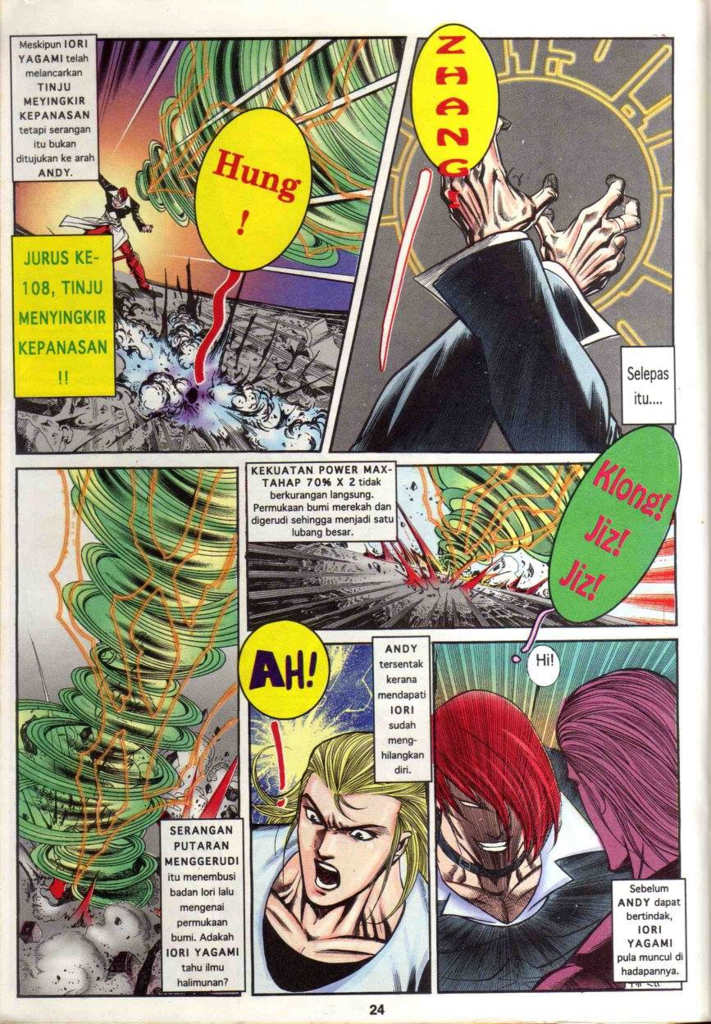 Meskipun IORI
YAGAMI telah
melancarkan
TINJU
MEYINGKIR
KEPANASAN
tetapi serangan
itu bukan
ditujukan ke arah
ANDY.
Hung
!
JURUS KE-
108, TINJU
MENYINGKIR
KEPANASAN
!!
ZHANG
Selepas
itu....
KEKUATAN POWER MAX-
TAHAP 70% X 2 tidak
berkurangan langsung.
Permukaan bumi merekah dan
digerudi sehingga menjadi satu
lubang besar.
Klong!
Jiz!
Jiz!
SERANGAN
PUTARAN
MENGGERUDI
itu menembusi
badan Iori lalu
mengenai
permukaan
bumi. Adakah
IORI YAGAMI
tahu ilmu
halimunan?
AH!
ANDY
tersentak
kerana
mendapati
IORI
sudah
meng-
hilangkan
diri.
Hi!
Sebelum
ANDY dapat
bertindak,
IORI
YAGAMI
pula muncul di
hadapannya.
24